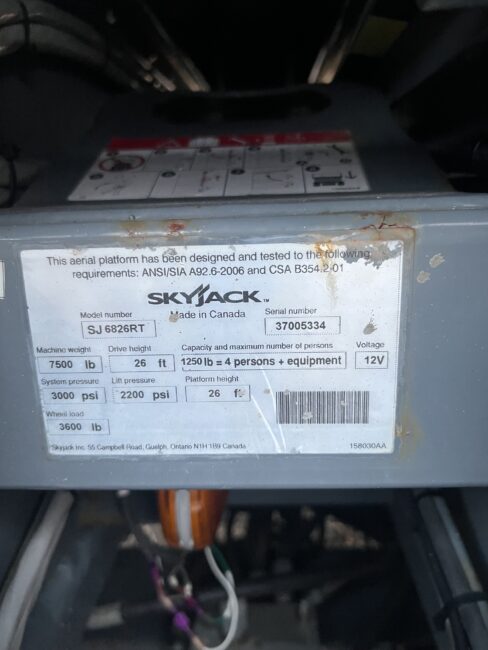 This aerial platform has been designed and tested to the following
requirements: ANSI/SIA A92.6-2006 and CSA B354.2-01
SKYJACK™
Made in Canada
Model number
SJ 6826RT
Serial number
37005334
Machine weight
7500 lb
Drive height
26 ft
Capacity and maximum number of persons
1250 lb = 4 persons + equipment
Voltage
12V
System pressure
3000 psi
Lift pressure
2200 psi
Platform height
26 ft
Wheel load
3600 lb
Skyjack Inc. 55 Campbell Road, Guelph, Ontario N1H 1B9 Canada
158030AA